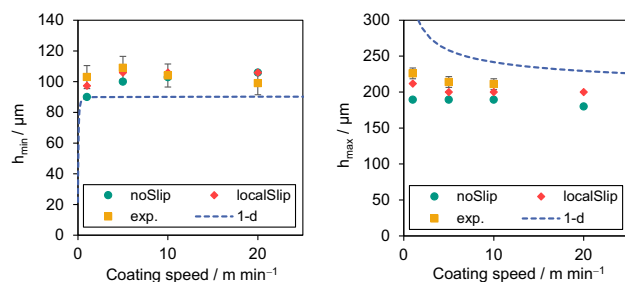 140
120
100
80
60
40
20
0
h_min / μm
noSlip
localSlip
exp.
1-d
0
10
20
Coating speed / m min⁻¹
300
250
200
150
100
50
0
h_max / μm
noSlip
localSlip
exp.
1-d
0
10
20
Coating speed / m min⁻¹